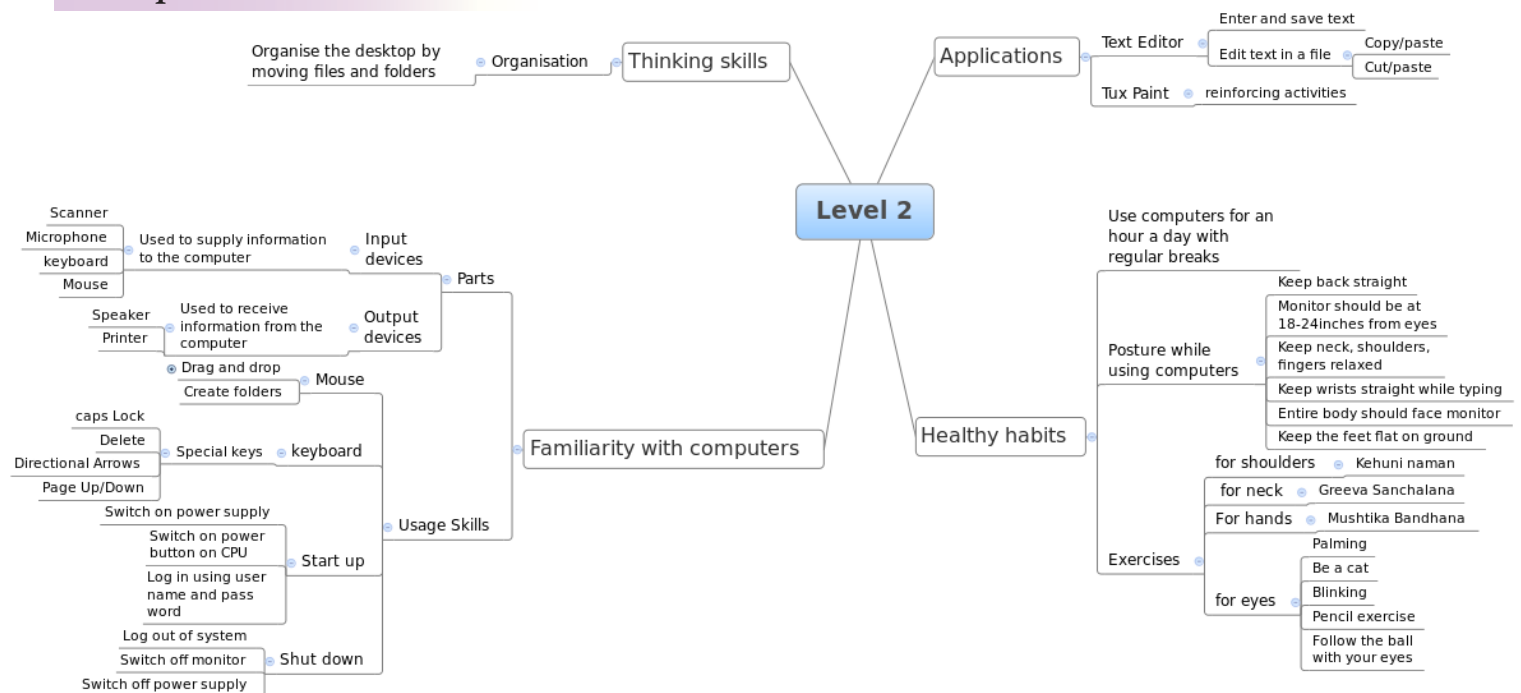 Level 2
Thinking skills
Organisation
Organise the desktop by
moving files and folders
Applications
Text Editor
Enter and save text
Edit text in a file
Copy/paste
Cut/paste
Tux Paint
reinforcing activities
Familiarity with computers
Parts
Input
devices
Used to supply information
to the computer
Scanner
Microphone
keyboard
Mouse
Output
devices
Used to receive
information from the
computer
Speaker
Printer
Usage Skills
Mouse
Drag and drop
Create folders
keyboard
Special keys
caps Lock
Delete
Directional Arrows
Page Up/Down
Start up
Switch on power supply
Switch on power
button on CPU
Log in using user
name and pass
word
Shut down
Log out of system
Switch off monitor
Switch off power supply
Healthy habits
Use computers for an
hour a day with
regular breaks
Posture while
using computers
Keep back straight
Monitor should be at
18-24inches from eyes
Keep neck, shoulders,
fingers relaxed
Keep wrists straight while typing
Entire body should face monitor
Keep the feet flat on ground
Exercises
for shoulders
Kehuni naman
for neck
Greeva Sanchalana
For hands
Mushtika Bandhana
for eyes
Palming
Be a cat
Blinking
Pencil exercise
Follow the ball
with your eyes